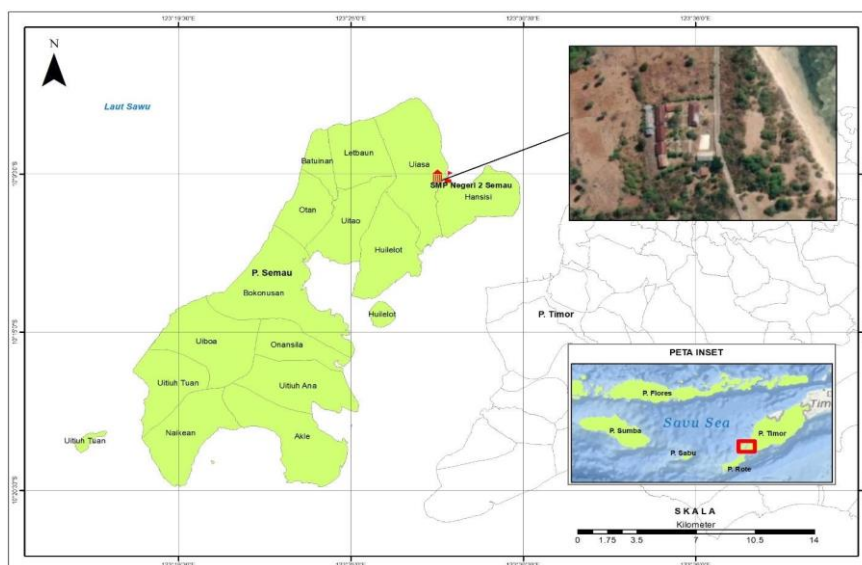 N
Laut Sawu
Batuinan
Letbaun
Uiasa
SMP Negeri 2 Semau
Hansisi
Otan
Uitao
Huilelot
P. Semau
Bokonusan
Huilelot
P. Timor
Uiboa
Onansila
Uitiuh Tuan
Uitiuh Ana
Uitiuh Tuan
Naikean
Akle
PETA INSET
P. Flores
Savu Sea
P. Sumba
P. Timor
P. Sabu
P. Rote
SKALA
Kilometer
0 1.75 3.5 7 10.5 14